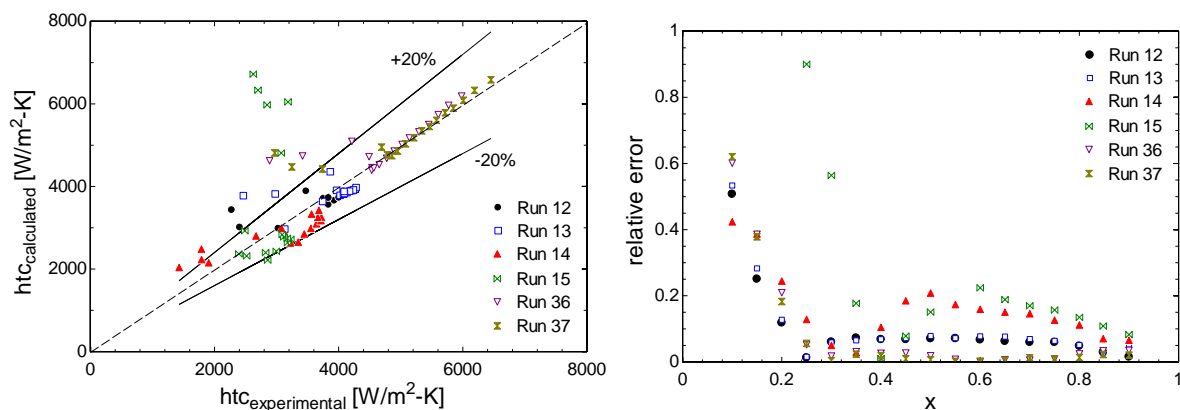 8000
6000
4000
2000
0
htc_calculated [W/m²-K]
+20%
-20%
Run 12
Run 13
Run 14
Run 15
Run 36
Run 37
0 2000 4000 6000 8000
htc_experimental [W/m²-K]
1
0.8
0.6
0.4
0.2
0
relative error
Run 12
Run 13
Run 14
Run 15
Run 36
Run 37
0 0.2 0.4 0.6 0.8 1
x